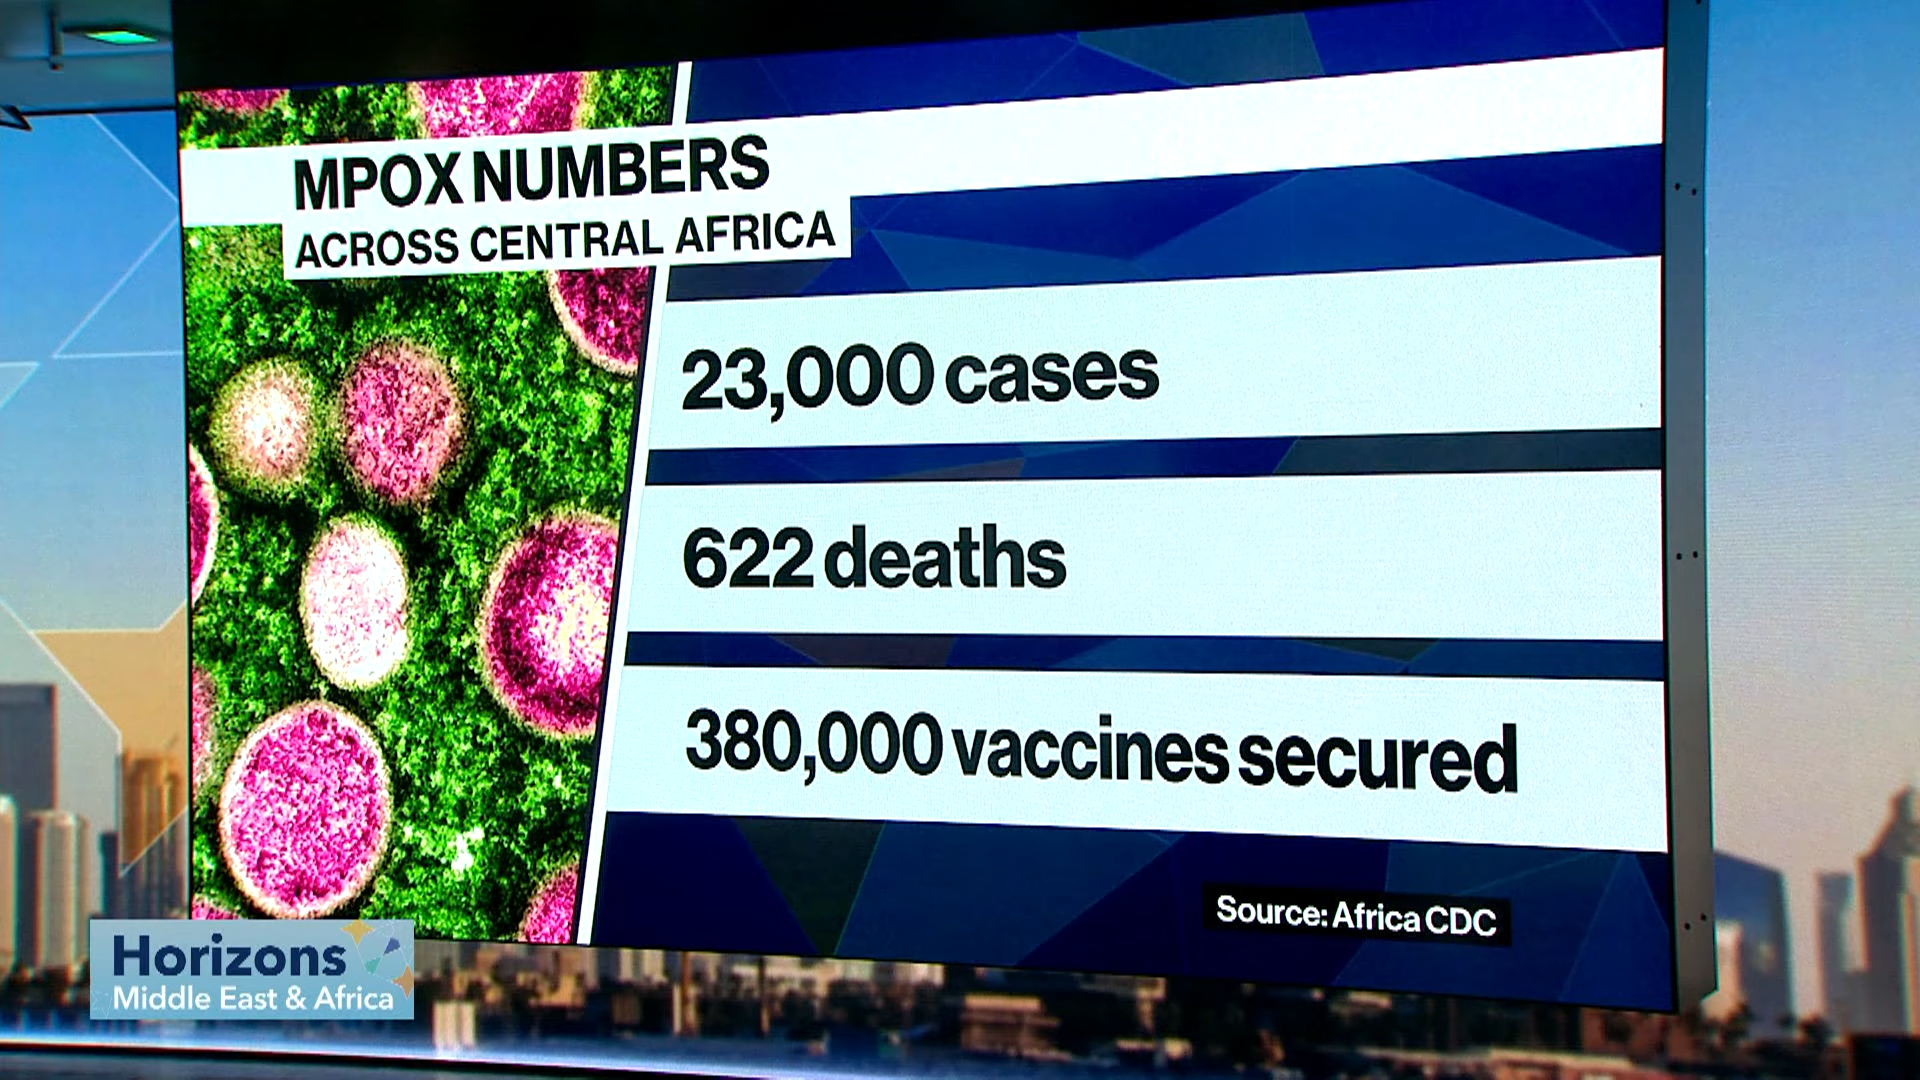 MPOX NUMBERS
ACROSS CENTRAL AFRICA
23,000 cases
622 deaths
380,000 vaccines secured
Source: Africa CDC
Horizons
Middle East & Africa